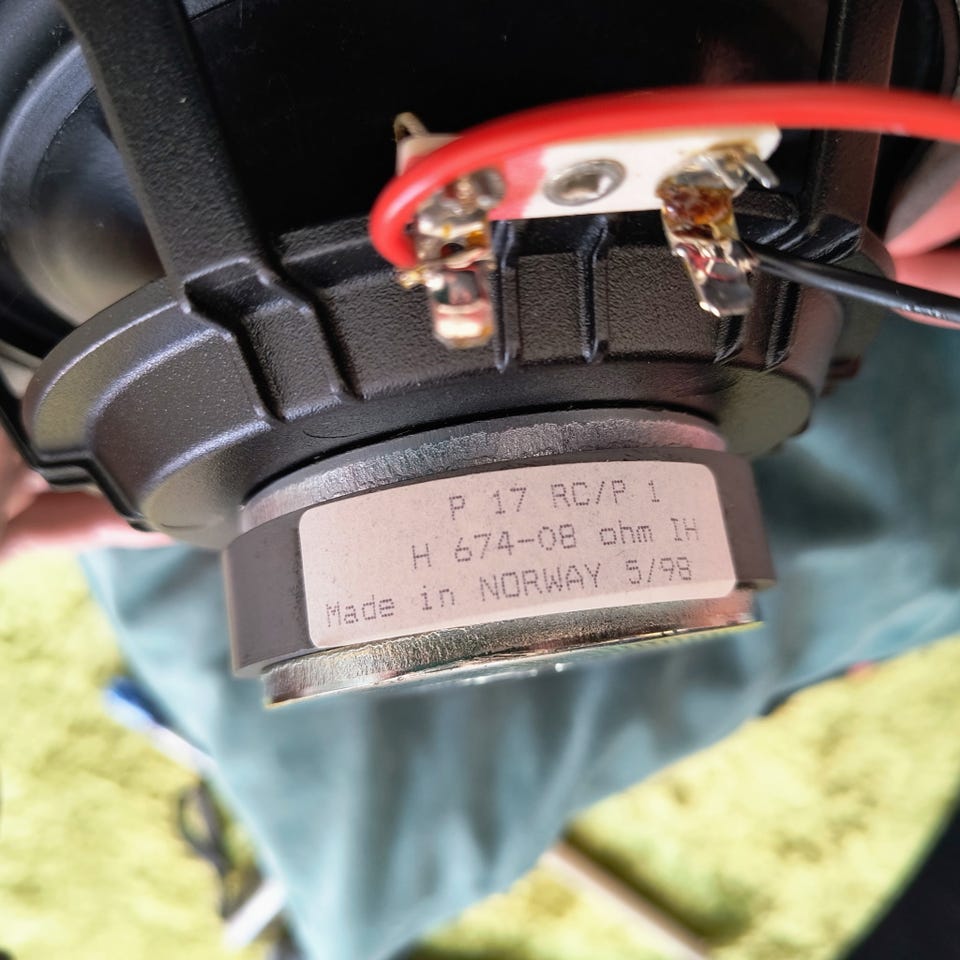 P 17 RC/P 1
H 674-08 ohm IH
Made in NORWAY 5/98